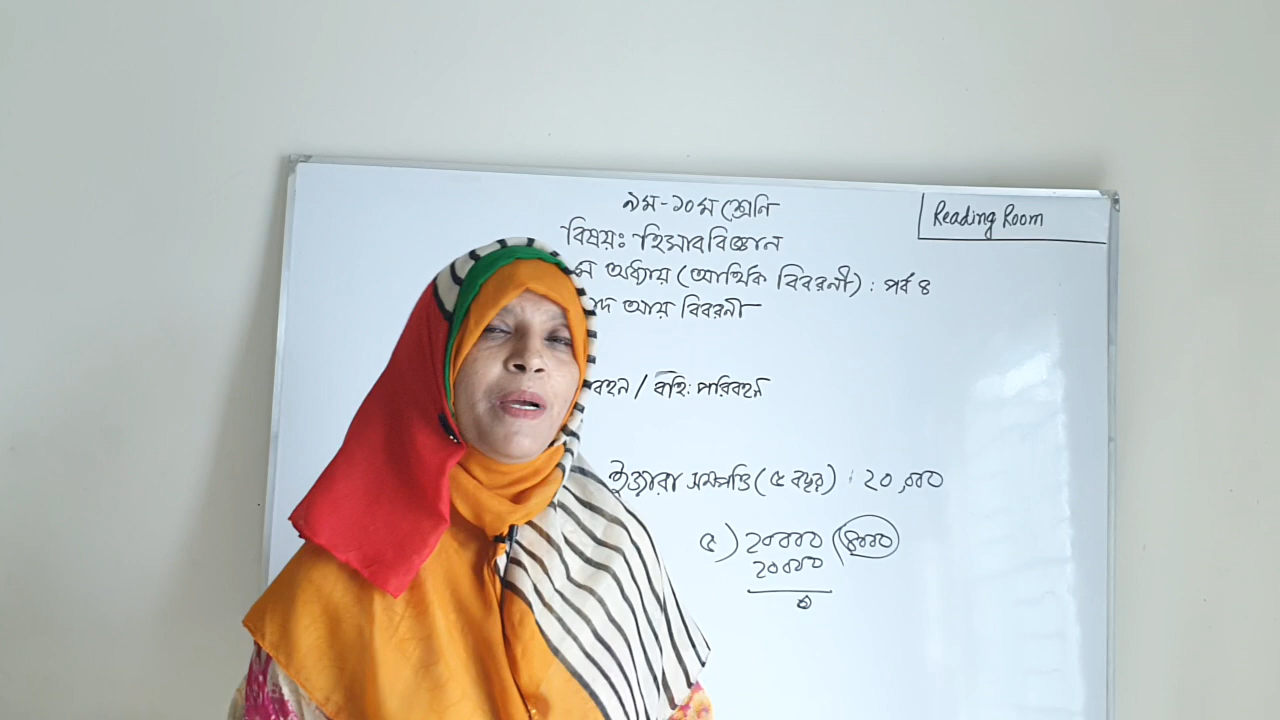 ৯ম-১০ম শ্রেণি
Reading Room
বিষয়ঃ হিসাববিজ্ঞান
ম অধ্যায় (আর্থিক বিবরণী) : পর্ব ৪
দ আয় বিবরণী
বহন / বহি: পরিবহন
ইজারা সম্পত্তি (৫ বছর) : ২০,০০০
৫) ২০০০০ (৪০০০
২০০০০
০